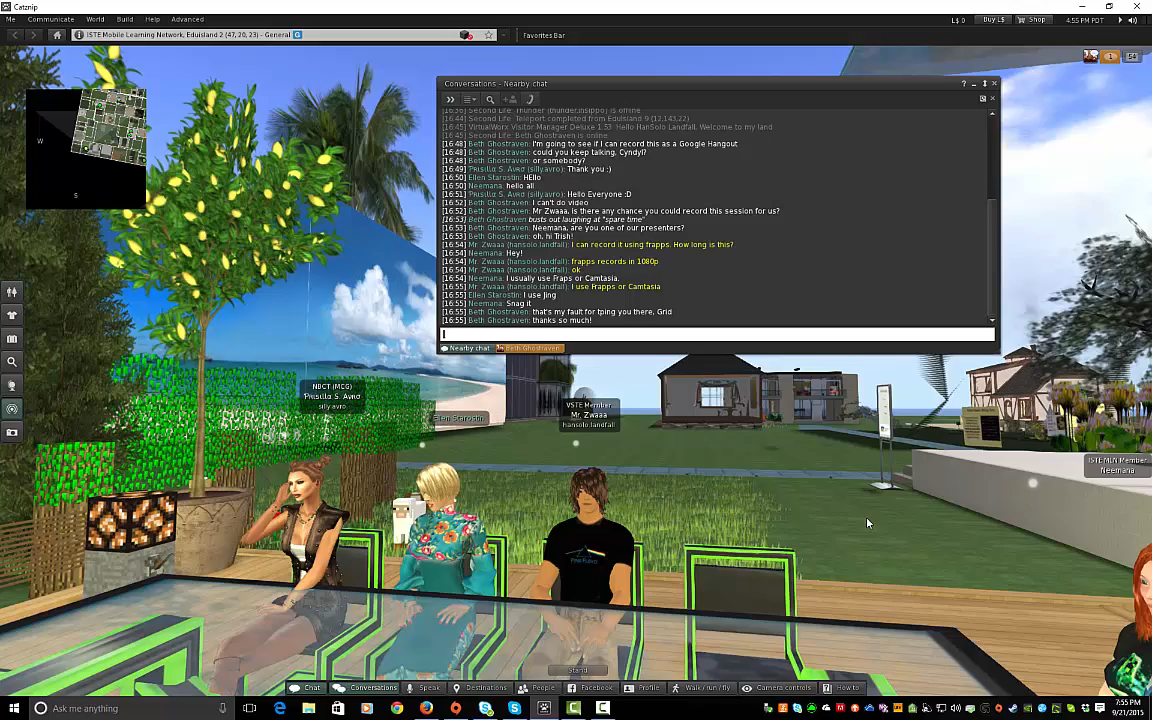 Catznip
Me Communicate World Build Help Advanced
L$ 0 Buy L$ Shop 4:55 PM PDT
ISTE Mobile Learning Network, Eduisland 2 (47, 20, 23) - General G
Favorites Bar
1 54
Conversations - Nearby chat
[16:44] Second Life: Teleport completed from EduIsland 9 (12,143,22)
[16:45] VirtualWorx Visitor Manager Deluxe 1.53: Hello HanSolo Landfall, Welcome to my land
[16:45] Second Life: Beth Ghostraven is online
[16:48] Beth Ghostraven: I'm going to see if I can record this as a Google Hangout
[16:48] Beth Ghostraven: could you keep talking, Cyndyl?
[16:48] Beth Ghostraven: or somebody?
[16:49] (silly.avro): Thank you :)
[16:50] Ellen Starostin: HEllo
[16:50] Neemana: hello all
[16:51] (silly.avro): Hello Everyone :D
[16:52] Beth Ghostraven: I can't do video
[16:52] Beth Ghostraven: Mr Zwaaa, is there any chance you could record this session for us?
[16:53] Beth Ghostraven busts out laughing at "spare time"
[16:53] Beth Ghostraven: Neemana, are you one of our presenters?
[16:53] Beth Ghostraven: oh, hi Trish!
[16:54] Mr. Zwaaa (hansolo.landfall): I can record it using frapps. How long is this?
[16:54] Neemana: Hey!
[16:54] Mr. Zwaaa (hansolo.landfall): frapps records in 1080p
[16:54] Mr. Zwaaa (hansolo.landfall): ok
[16:54] Neemana: I usually use Fraps or Camtasia.
[16:55] Mr. Zwaaa (hansolo.landfall): I use Frapps or Camtasia
[16:55] Ellen Starostin: I use Jing
[16:55] Neemana: Snag it
[16:55] Beth Ghostraven: that's my fault for tping you there, Grid
[16:55] Beth Ghostraven: thanks so much!
Nearby chat Beth Ghostraven
W
S
NBCT (MCG)
silly avro
Ellen Starostin
VSTE Member
Mr. Zwaaa
hansolo.landfall
ISTE MLN Member
Neemana
PINK FLOYD
Stand
Chat Conversations Speak Destinations People Facebook Profile Walk / run / fly Camera controls How to
Ask me anything
7:55 PM
9/21/2015